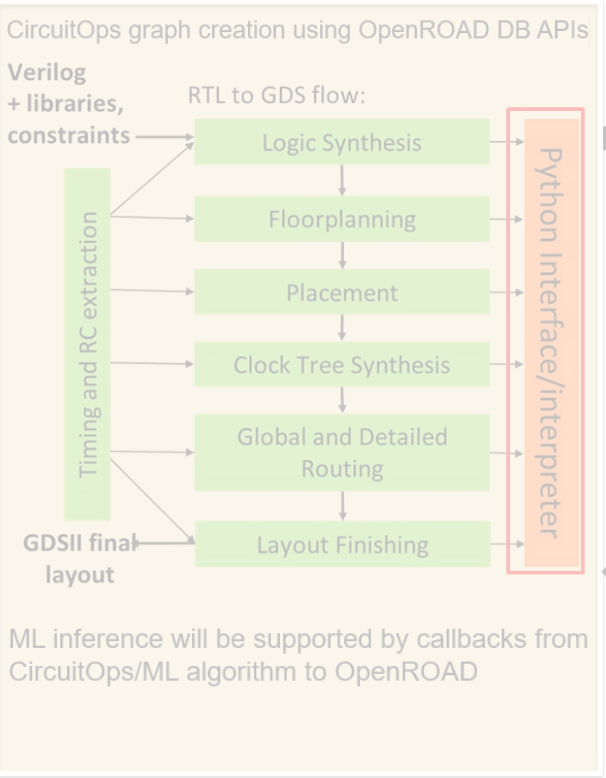 CircuitOps graph creation using OpenROAD DB APIs
Verilog
+ libraries,
constraints
RTL to GDS flow:
Logic Synthesis
Floorplanning
Placement
Clock Tree Synthesis
Global and Detailed
Routing
Layout Finishing
Timing and RC extraction
Python Interface/interpreter
GDSII final
layout
ML inference will be supported by callbacks from
CircuitOps/ML algorithm to OpenROAD